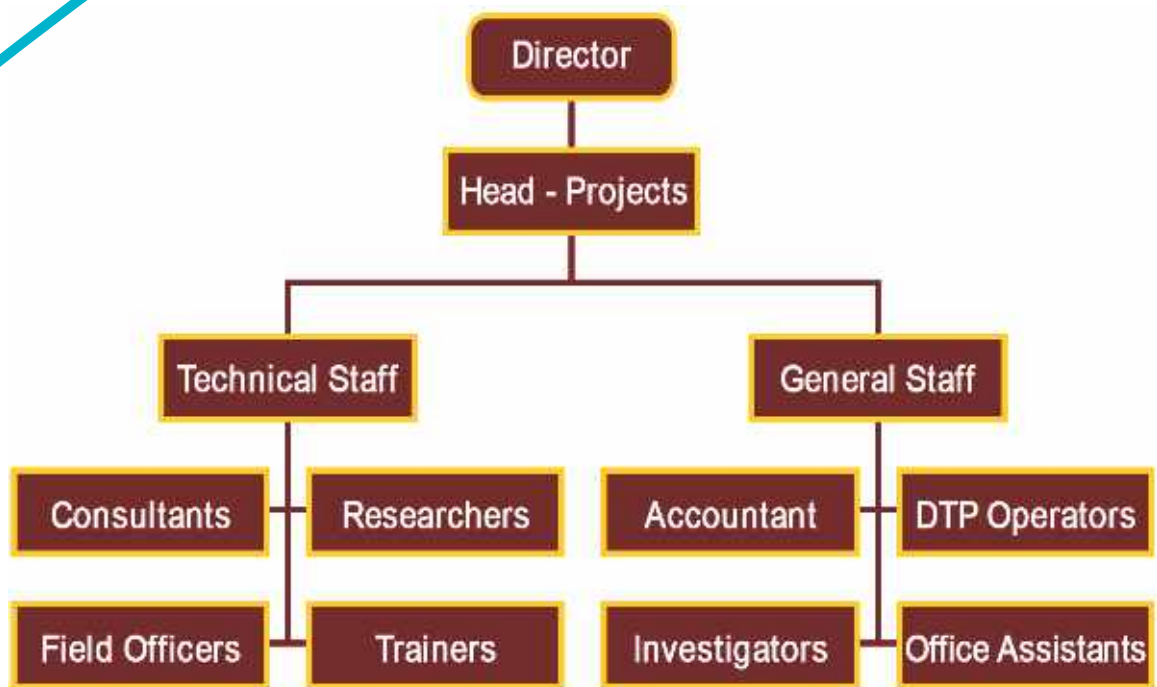 Director
Head - Projects
Technical Staff
General Staff
Consultants
Researchers
Accountant
DTP Operators
Field Officers
Trainers
Investigators
Office Assistants